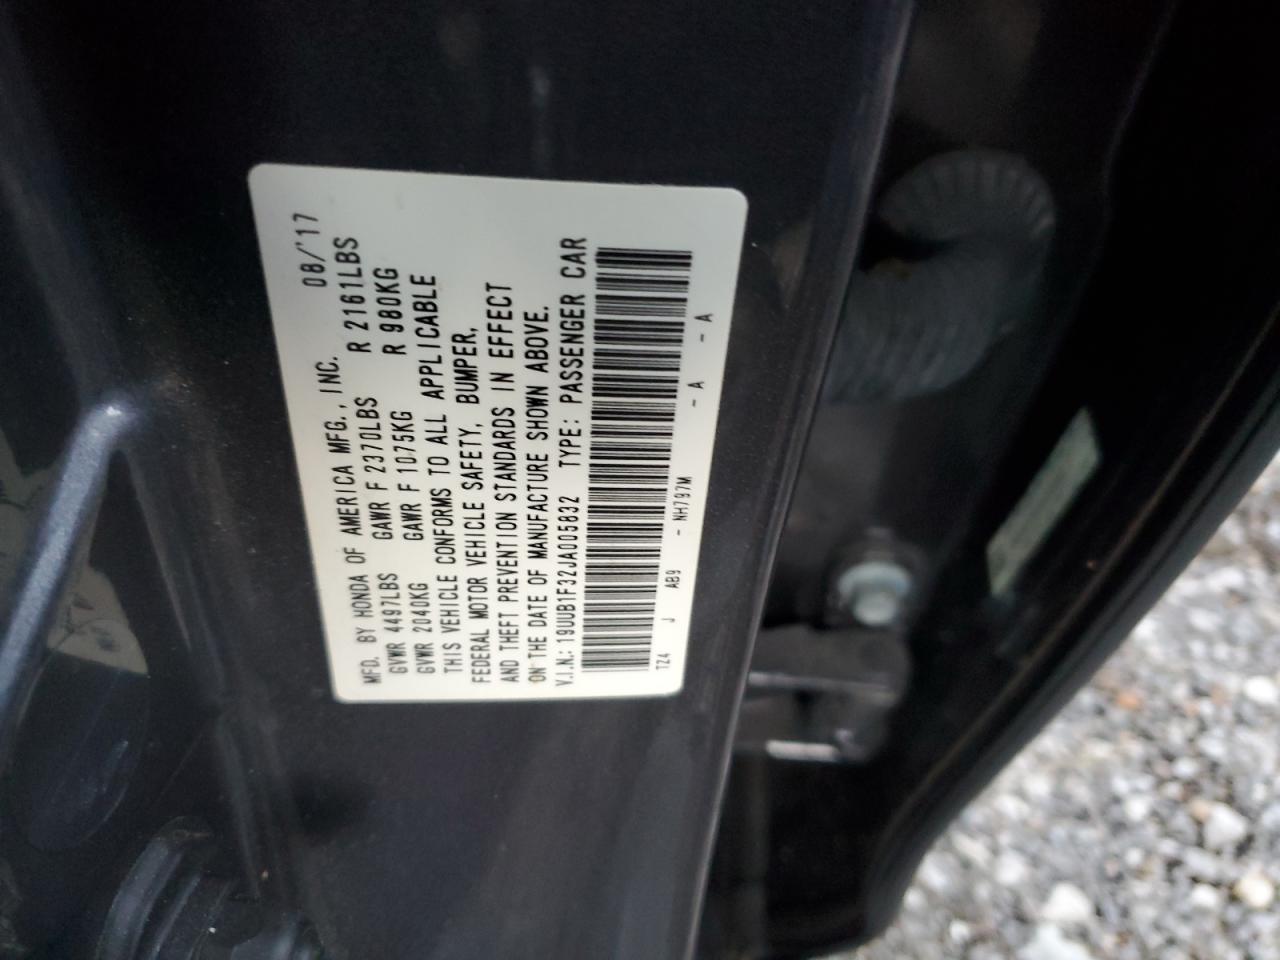 MFD. BY HONDA OF AMERICA MFG., INC. 08/'17
GVWR 4497LBS GAWR F 2370LBS R 2161LBS
GVWR 2040KG GAWR F 1075KG R 980KG
THIS VEHICLE CONFORMS TO ALL APPLICABLE
FEDERAL MOTOR VEHICLE SAFETY, BUMPER,
AND THEFT PREVENTION STANDARDS IN EFFECT
ON THE DATE OF MANUFACTURE SHOWN ABOVE.
V.I.N.: 19UUB1F32JA005832 TYPE: PASSENGER CAR
TZ4 J AB9 - NH797M - A - A